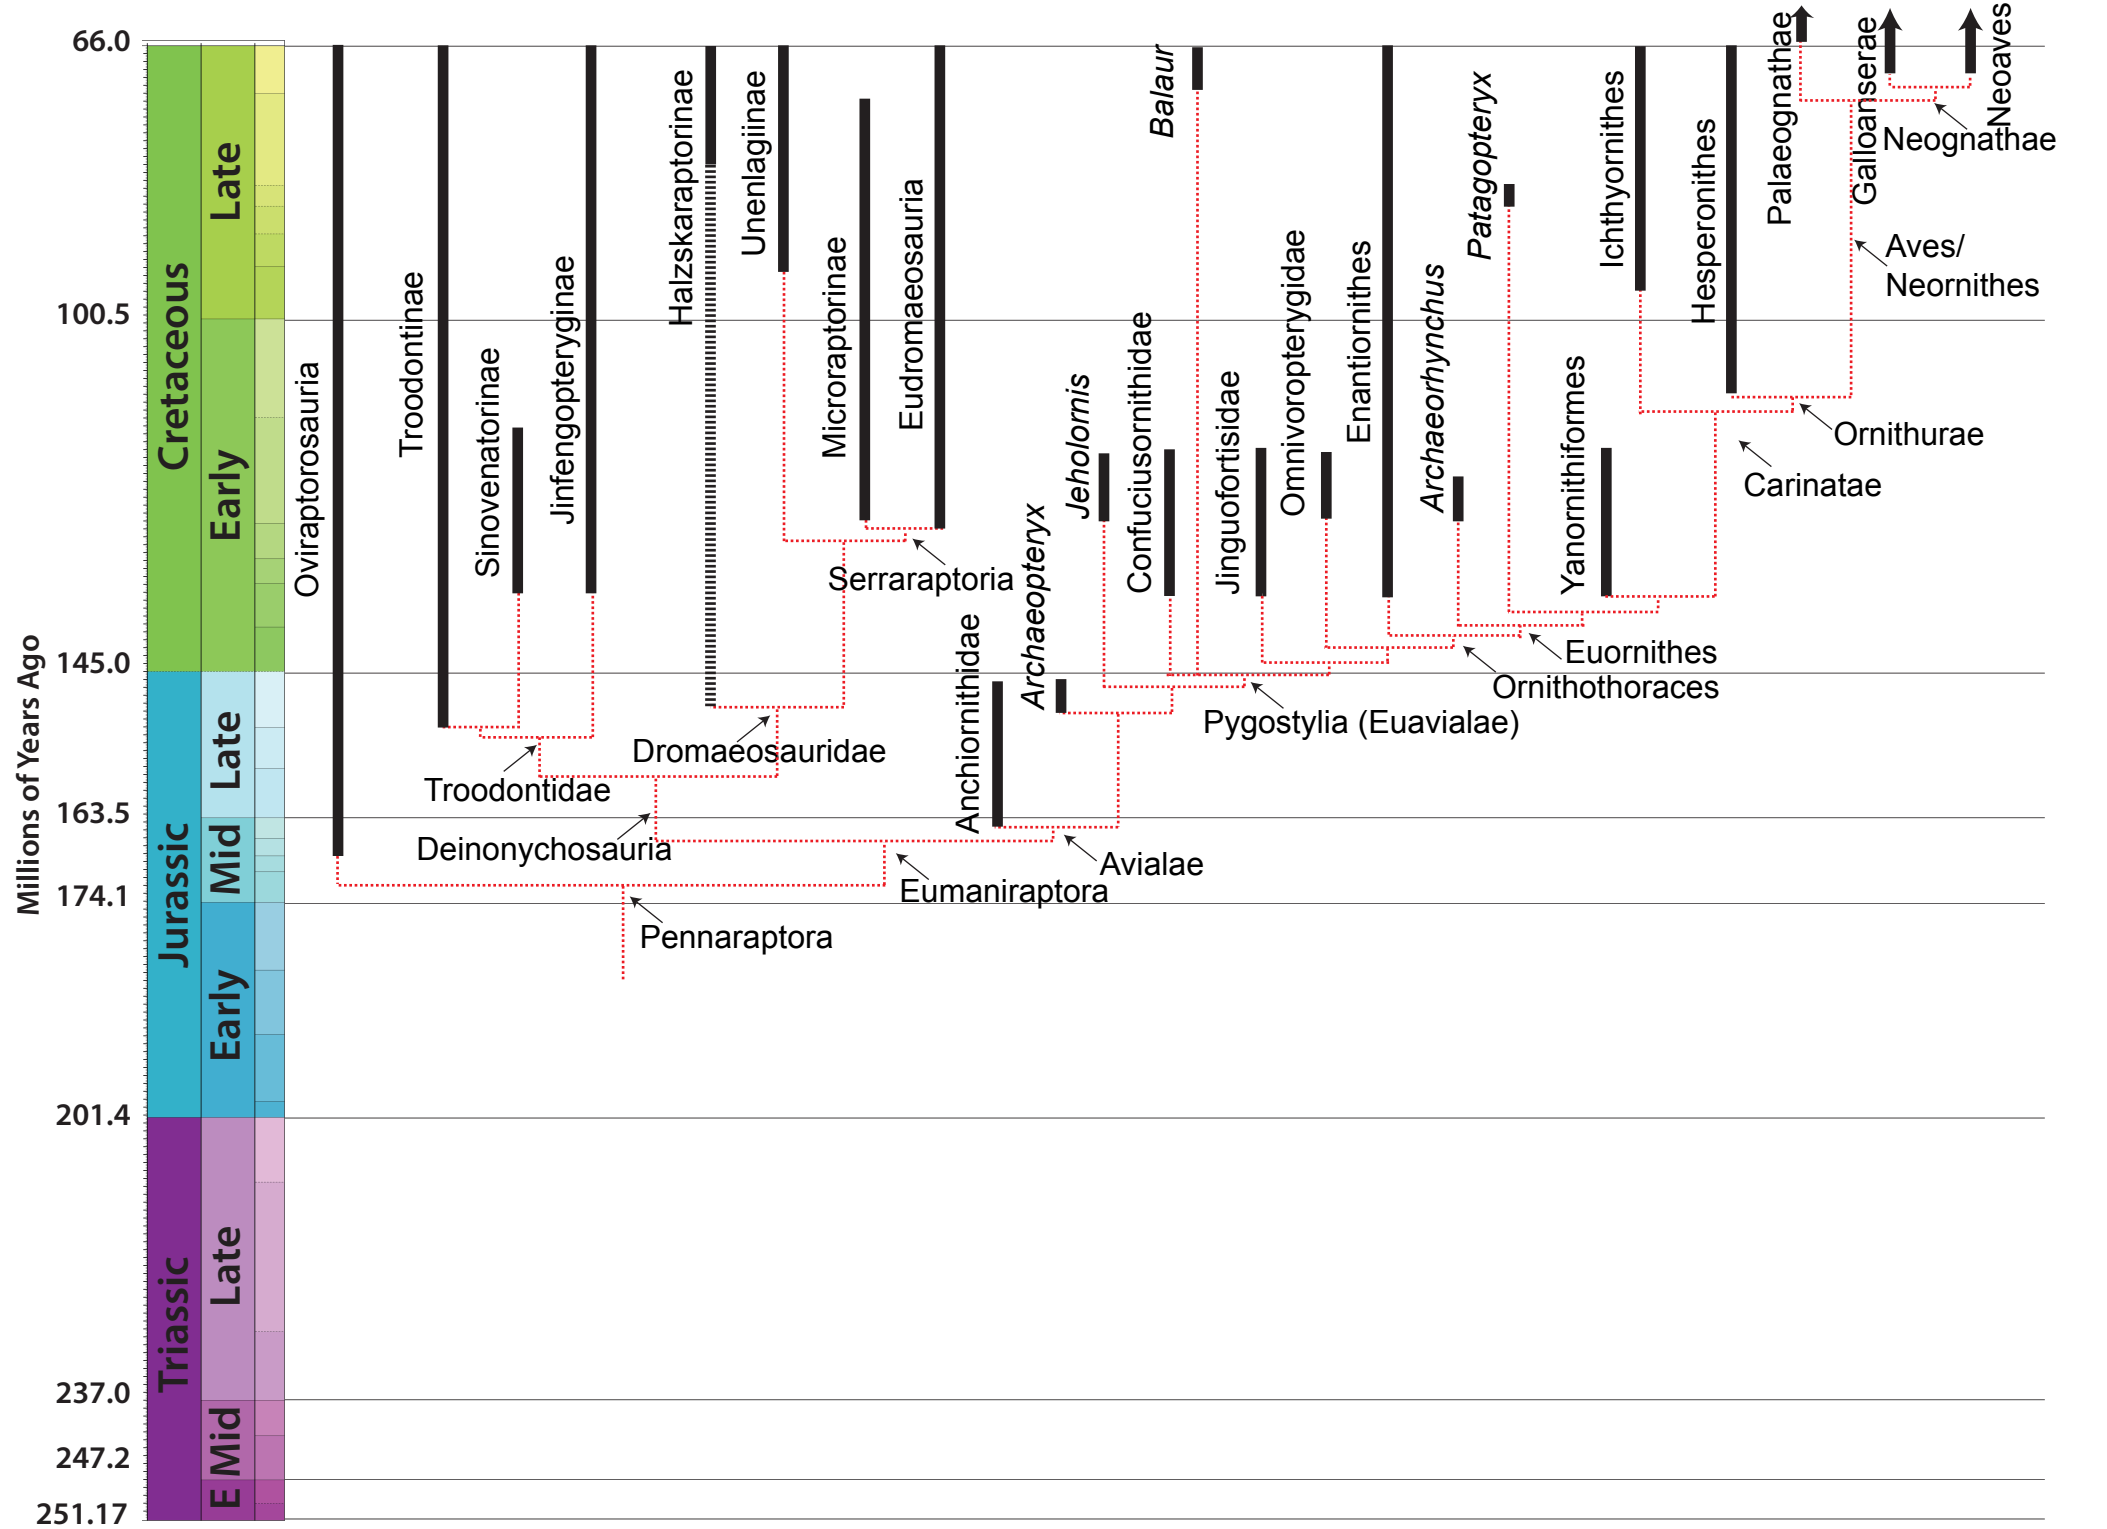 Millions of Years Ago
66.0
100.5
145.0
163.5
174.1
201.4
237.0
247.2
251.17
Cretaceous
Jurassic
Triassic
Late
Early
Late
Mid
Early
Late
Mid
E
Oviraptorosauria
Troodontinae
Sinovenatorinae
Jinfengopteryginae
Halzskaraptorinae
Unenlagiinae
Microraptorinae
Eudromaeosauria
Anchiornithidae
Archaeopteryx
Jeholornis
Confuciusornithidae
Balaur
Jinguofortisidae
Omnivoropterygidae
Enantiornithes
Archaeorhynchus
Patagopteryx
Yanornithiformes
Ichthyornithes
Hesperonithes
Palaeognathae
Galloanserae
Neoaves
Neognathae
Aves/
Neornithes
Ornithurae
Carinatae
Serraraptoria
Euornithes
Ornithothoraces
Pygostylia (Euavialae)
Dromaeosauridae
Troodontidae
Deinonychosauria
Avialae
Eumaniraptora
Pennaraptora